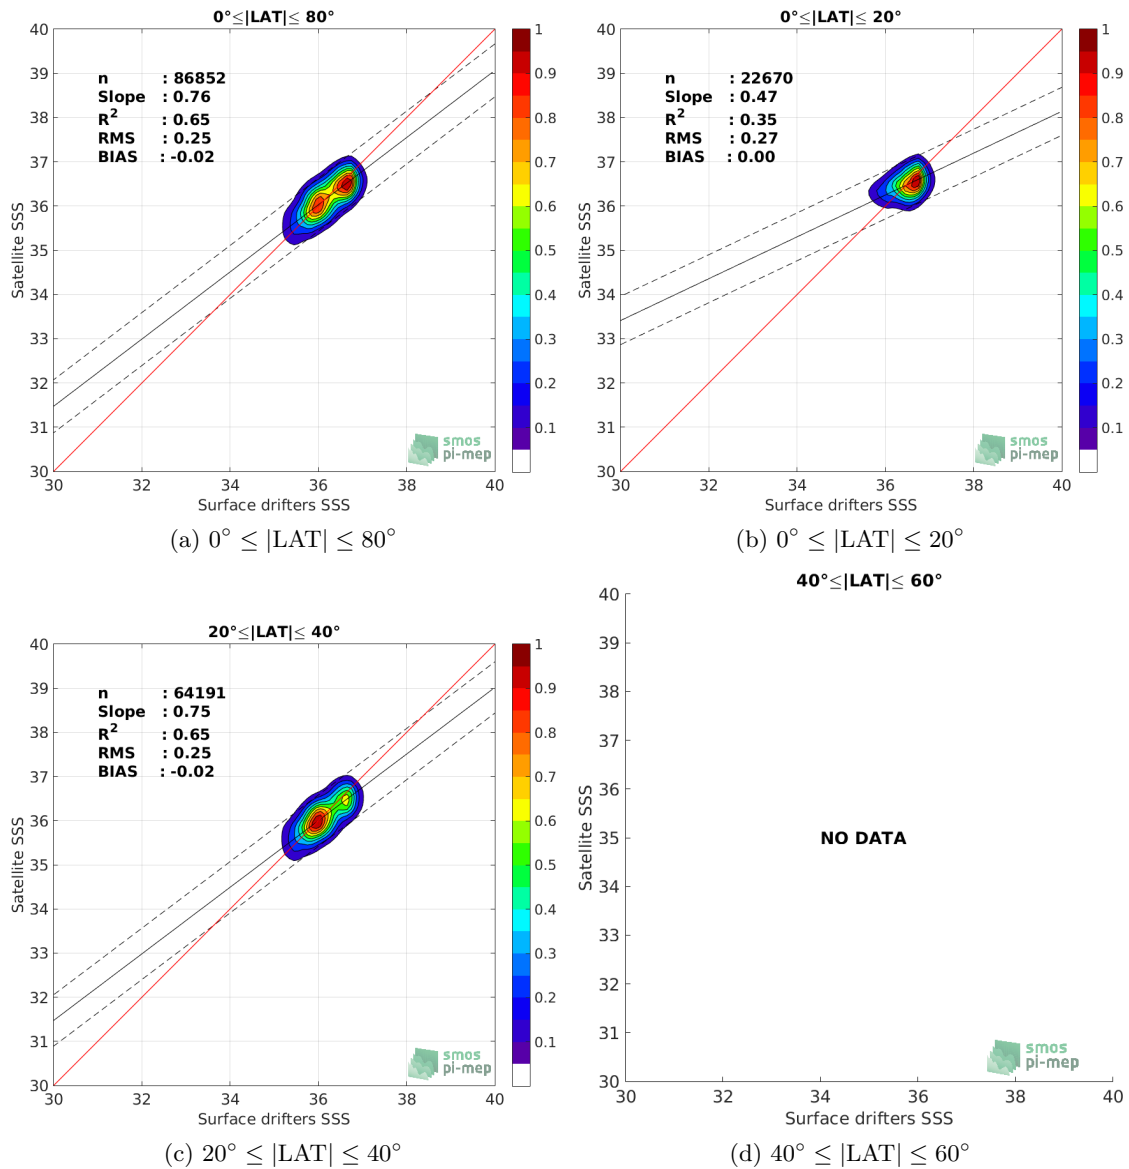 0°≤|LAT|≤ 80°
n : 86852
Slope : 0.76
R² : 0.65
RMS : 0.25
BIAS : -0.02
40
39
38
37
36
35
34
33
32
31
30
Satellite SSS
30 32 34 36 38 40
Surface drifters SSS
1
0.9
0.8
0.7
0.6
0.5
0.4
0.3
0.2
0.1
smos
pi-mep
(a) 0° ≤ |LAT| ≤ 80°
0°≤|LAT|≤ 20°
n : 22670
Slope : 0.47
R² : 0.35
RMS : 0.27
BIAS : 0.00
40
39
38
37
36
35
34
33
32
31
30
Satellite SSS
30 32 34 36 38 40
Surface drifters SSS
1
0.9
0.8
0.7
0.6
0.5
0.4
0.3
0.2
0.1
smos
pi-mep
(b) 0° ≤ |LAT| ≤ 20°
20°≤|LAT|≤ 40°
n : 64191
Slope : 0.75
R² : 0.65
RMS : 0.25
BIAS : -0.02
40
39
38
37
36
35
34
33
32
31
30
Satellite SSS
30 32 34 36 38 40
Surface drifters SSS
1
0.9
0.8
0.7
0.6
0.5
0.4
0.3
0.2
0.1
smos
pi-mep
(c) 20° ≤ |LAT| ≤ 40°
40°≤|LAT|≤ 60°
40
39
38
37
36
35
34
33
32
31
30
Satellite SSS
NO DATA
30 32 34 36 38 40
Surface drifters SSS
smos
pi-mep
(d) 40° ≤ |LAT| ≤ 60°